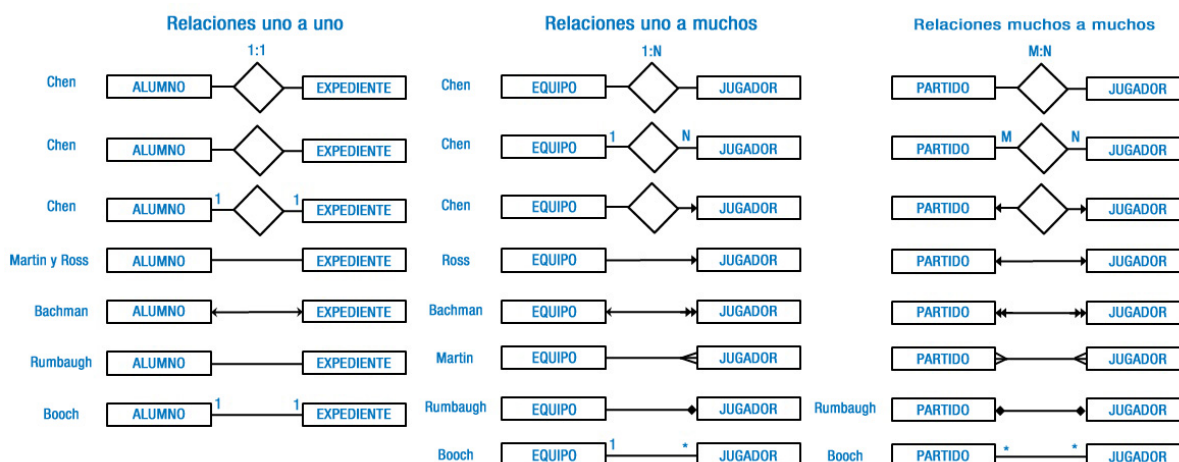 Relaciones uno a uno
1:1
Chen ALUMNO EXPEDIENTE
Chen ALUMNO EXPEDIENTE
Chen ALUMNO 1 1 EXPEDIENTE
Martin y Ross ALUMNO EXPEDIENTE
Bachman ALUMNO EXPEDIENTE
Rumbaugh ALUMNO EXPEDIENTE
Booch ALUMNO 1 1 EXPEDIENTE
Relaciones uno a muchos
1:N
Chen EQUIPO JUGADOR
Chen EQUIPO 1 N JUGADOR
Chen EQUIPO JUGADOR
Ross EQUIPO JUGADOR
Bachman EQUIPO JUGADOR
Martin EQUIPO JUGADOR
Rumbaugh EQUIPO JUGADOR
Booch EQUIPO 1 * JUGADOR
Relaciones muchos a muchos
M:N
PARTIDO JUGADOR
PARTIDO M N JUGADOR
PARTIDO JUGADOR
PARTIDO JUGADOR
PARTIDO JUGADOR
PARTIDO JUGADOR
Rumbaugh PARTIDO JUGADOR
Booch PARTIDO * * JUGADOR